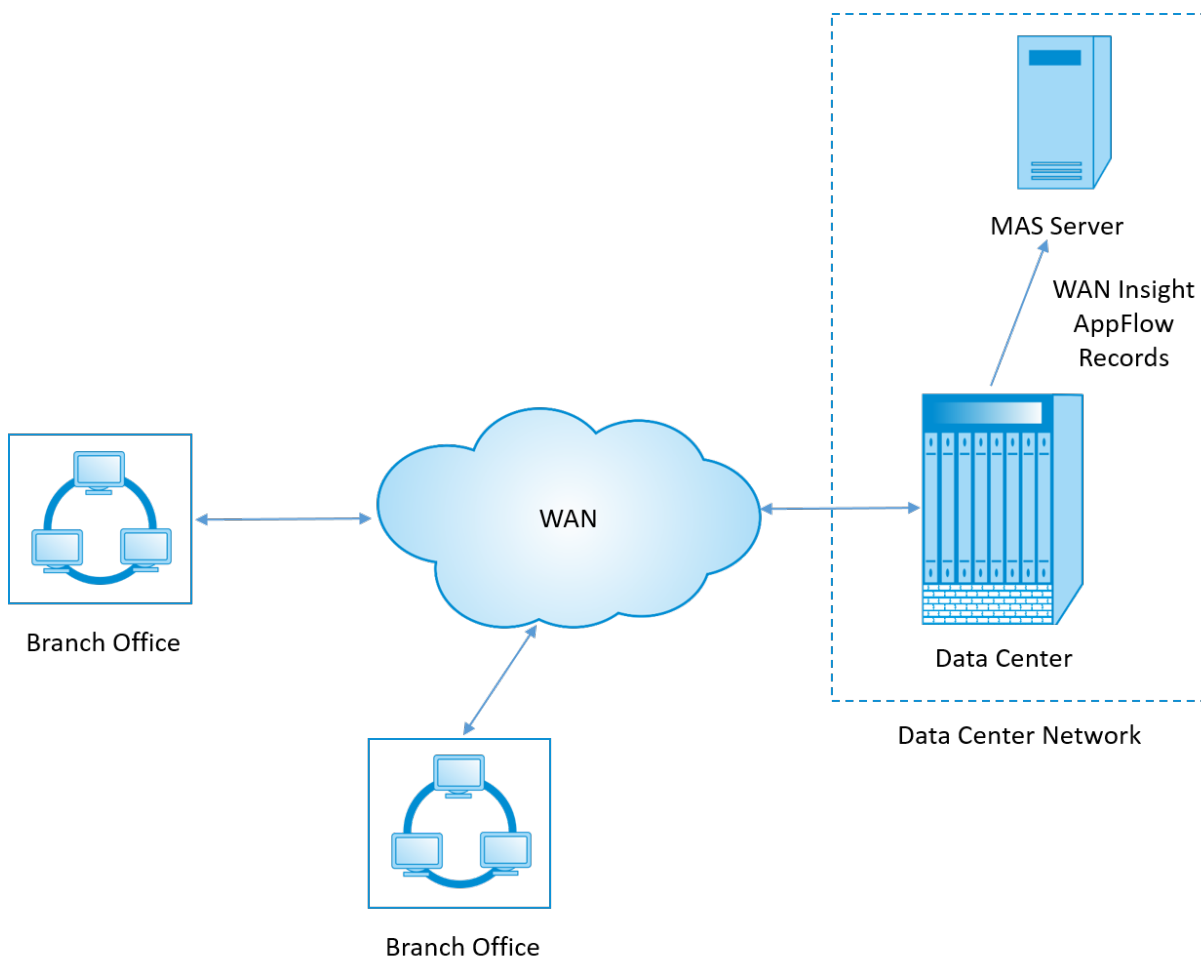 MAS Server
WAN Insight
AppFlow
Records
WAN
Branch Office
Data Center
Data Center Network
Branch Office